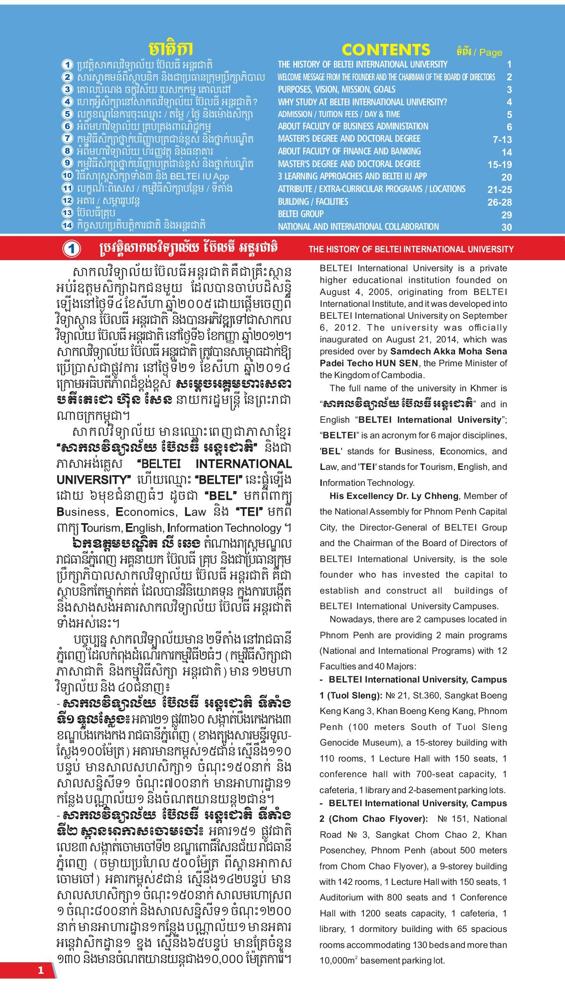 មាតិកា
CONTENTS
ទំព័រ / Page
1 ប្រវត្តិសាកលវិទ្យាល័យ ប៊ែលធី អន្តរជាតិ
THE HISTORY OF BELTEI INTERNATIONAL UNIVERSITY 1
2 សារស្វាគមន៍ពីស្ថាបនិក និងជាប្រធានក្រុមប្រឹក្សាភិបាល
WELCOME MESSAGE FROM THE FOUNDER AND THE CHAIRMAN OF THE BOARD OF DIRECTORS 2
3 គោលបំណង ចក្ខុវិស័យ បេសកកម្ម គោលដៅ
PURPOSES, VISION, MISSION, GOALS 3
4 ហេតុអ្វីសិក្សានៅសាកលវិទ្យាល័យ ប៊ែលធី អន្តរជាតិ?
WHY STUDY AT BELTEI INTERNATIONAL UNIVERSITY? 4
5 លក្ខខណ្ឌនៃការចុះឈ្មោះ / តម្លៃ / ថ្ងៃ និងម៉ោងសិក្សា
ADMISSION / TUITION FEES / DAY & TIME 5
6 អំពីមហាវិទ្យាល័យ គ្រប់គ្រងពាណិជ្ជកម្ម
ABOUT FACULTY OF BUSINESS ADMINISTATION 6
7 កម្មវិធីសិក្សាថ្នាក់បរិញ្ញាបត្រជាន់ខ្ពស់ និងថ្នាក់បណ្ឌិត
MASTER'S DEGREE AND DOCTORAL DEGREE 7-13
8 អំពីមហាវិទ្យាល័យ ហិរញ្ញវត្ថុ និងធនាគារ
ABOUT FACULTY OF FINANCE AND BANKING 14
9 កម្មវិធីសិក្សាថ្នាក់បរិញ្ញាបត្រជាន់ខ្ពស់ និងថ្នាក់បណ្ឌិត
MASTER'S DEGREE AND DOCTORAL DEGREE 15-19
10 វិធីសាស្ត្រសិក្សាទាំង៣ និង BELTEI IU App
3 LEARNING APPROACHES AND BELTEI IU APP 20
11 លក្ខណៈពិសេស / កម្មវិធីសិក្សាបន្ថែម / ទីតាំង
ATTRIBUTE / EXTRA-CURRICULAR PROGRAMS / LOCATIONS 21-25
12 អគារ / សម្ភារូបវន្ត
BUILDING / FACILITIES 26-28
13 ប៊ែលធីគ្រុប
BELTEI GROUP 29
14 កិច្ចសហប្រតិបត្តិការជាតិ និងអន្តរជាតិ
NATIONAL AND INTERNATIONAL COLLABORATION 30
1 ប្រវត្តិសាកលវិទ្យាល័យ ប៊ែលធី អន្តរជាតិ
THE HISTORY OF BELTEI INTERNATIONAL UNIVERSITY
សាកលវិទ្យាល័យប៊ែលធី អន្តរជាតិ គឺជាគ្រឹះស្ថាន
អប់រំឧត្តមសិក្សាឯកជនមួយ ដែលបានចាប់បដិសន្ធិ
ឡើងនៅថ្ងៃទី៤ ខែសីហា ឆ្នាំ២០០៥ ដោយផ្តើមចេញពី
វិទ្យាស្ថាន ប៊ែលធី អន្តរជាតិ និងបានអភិវឌ្ឍទៅជាសាកល
វិទ្យាល័យ ប៊ែលធី អន្តរជាតិ នៅថ្ងៃទី៦ ខែកញ្ញា ឆ្នាំ២០១២។
សាកលវិទ្យាល័យ ប៊ែលធី អន្តរជាតិ ត្រូវបានសម្ពោធដាក់ឱ្យ
ប្រើប្រាស់ជាផ្លូវការ នៅថ្ងៃទី២១ ខែសីហា ឆ្នាំ២០១៤
ក្រោមអធិបតីភាពដ៏ខ្ពង់ខ្ពស់ សម្តេចអគ្គមហាសេនា
បតីតេជោ ហ៊ុន សែន នាយករដ្ឋមន្ត្រី នៃព្រះរាជា
ណាចក្រកម្ពុជា។
សាកលវិទ្យាល័យ មានឈ្មោះពេញជាភាសាខ្មែរ
“សាកលវិទ្យាល័យ ប៊ែលធី អន្តរជាតិ” និងជា
ភាសាអង់គ្លេស “BELTEI INTERNATIONAL
UNIVERSITY” ហើយឈ្មោះ “BELTEI” នេះផ្តួំឡើង
ដោយ ៦មុខជំនាញធំៗ ដូចជា “BEL” មកពីពាក្យ
Business, Economics, Law និង “TEI” មកពី
ពាក្យ Tourism, English, Information Technology ។
ឯកឧត្តមបណ្ឌិត លី ឆេង តំណាងរាស្ត្រមណ្ឌល
រាជធានីភ្នំពេញ អគ្គនាយក ប៊ែលធី គ្រុប និងជាប្រធានក្រុម
ប្រឹក្សាភិបាលសាកលវិទ្យាល័យ ប៊ែលធី អន្តរជាតិ គឺជា
ស្ថាបនិកតែម្នាក់គត់ ដែលបានវិនិយោគទុន ក្នុងការបង្កើត
និងសាងសង់អគារសាកលវិទ្យាល័យ ប៊ែលធី អន្តរជាតិ
ទាំងអស់នេះ។
បច្ចុប្បន្ន សាកលវិទ្យាល័យមាន ២ទីតាំង នៅរាជធានី
ភ្នំពេញ ដែលកំពុងដំណើរការកម្មវិធី២ធំៗ (កម្មវិធីសិក្សាជា
ភាសាជាតិ និងកម្មវិធីសិក្សា អន្តរជាតិ) មាន ១២មហា
វិទ្យាល័យ និង ៤០ជំនាញ៖
- សាកលវិទ្យាល័យ ប៊ែលធី អន្តរជាតិ ទីតាំង
ទី១ ទួលស្លែង៖ អគារ២១ ផ្លូវ៣៦០ សង្កាត់បឹងកេងកង៣
ខណ្ឌបឹងកេងកង រាជធានីភ្នំពេញ (ខាងត្បូងសារមន្ទីរទួល-
ស្លែង១០០ម៉ែត្រ) អគារមានកម្ពស់១៥ជាន់ ស្មើនឹង១១០
បន្ទប់ មានសាលសហសិក្សា១ ចំណុះ១៥០នាក់ និង
សាលសន្និសីទ១ ចំណុះ៧០០នាក់ មានអាហារដ្ឋាន១
កន្លែង បណ្ណាល័យ១ និងចំណតយានយន្ត២ជាន់។
- សាកលវិទ្យាល័យ ប៊ែលធី អន្តរជាតិ ទីតាំង
ទី២ ស្ពានអាកាសចោមចៅ៖ អគារ១៥១ ផ្លូវជាតិ
លេខ៣ សង្កាត់ចោមចៅទី២ ខណ្ឌពោធិ៍សែនជ័យ រាជធានី
ភ្នំពេញ (ចម្ងាយប្រហែល៥០០ម៉ែត្រ ពីស្ពានអាកាស
ចោមចៅ) អគារកម្ពស់៩ជាន់ ស្មើនឹង១៤២បន្ទប់ មាន
សាលសហសិក្សា១ ចំណុះ១៥០នាក់ សាលមហោស្រព
១ ចំណុះ៨០០នាក់ និងសាលសន្និសីទ១ ចំណុះ១២០០
នាក់ មានអាហារដ្ឋាន១កន្លែង បណ្ណាល័យ១ មានអគារ
អន្តេវាសិកដ្ឋាន១ ខ្នង ស្មើនឹង៦៥បន្ទប់ មានគ្រែចំនួន
១៣០ និងមានចំណតយានយន្តជាង១០,០០០ ម៉ែត្រការ៉េ។
BELTEI International University is a private
higher educational institution founded on
August 4, 2005, originating from BELTEI
International Institute, and it was developed into
BELTEI International University on September
6, 2012. The university was officially
inaugurated on August 21, 2014, which was
presided over by Samdech Akka Moha Sena
Padei Techo HUN SEN, the Prime Minister of
the Kingdom of Cambodia.
The full name of the university in Khmer is
“សាកលវិទ្យាល័យ ប៊ែលធី អន្តរជាតិ” and in
English “BELTEI International University”;
“BELTEI” is an acronym for 6 major disciplines,
'BEL' stands for Business, Economics, and
Law, and 'TEI' stands for Tourism, English, and
Information Technology.
His Excellency Dr. Ly Chheng, Member of
the National Assembly for Phnom Penh Capital
City, the Director-General of BELTEI Group
and the Chairman of the Board of Directors of
BELTEI International University, is the sole
founder who has invested the capital to
establish and construct all buildings of
BELTEI International University Campuses.
Nowadays, there are 2 campuses located in
Phnom Penh are providing 2 main programs
(National and International Programs) with 12
Faculties and 40 Majors:
- BELTEI International University, Campus
1 (Tuol Sleng): № 21, St.360, Sangkat Boeng
Keng Kang 3, Khan Boeng Keng Kang, Phnom
Penh (100 meters South of Tuol Sleng
Genocide Museum), a 15-storey building with
110 rooms, 1 Lecture Hall with 150 seats, 1
conference hall with 700-seat capacity, 1
cafeteria, 1 library and 2-basement parking lots.
- BELTEI International University, Campus
2 (Chom Chao Flyover): № 151, National
Road № 3, Sangkat Chom Chao 2, Khan
Posenchey, Phnom Penh (about 500 meters
from Chom Chao Flyover), a 9-storey building
with 142 rooms, 1 Lecture Hall with 150 seats, 1
Auditorium with 800 seats and 1 Conference
Hall with 1200 seats capacity, 1 cafeteria, 1
library, 1 dormitory building with 65 spacious
rooms accommodating 130 beds and more than
10,000m² basement parking lot.
1